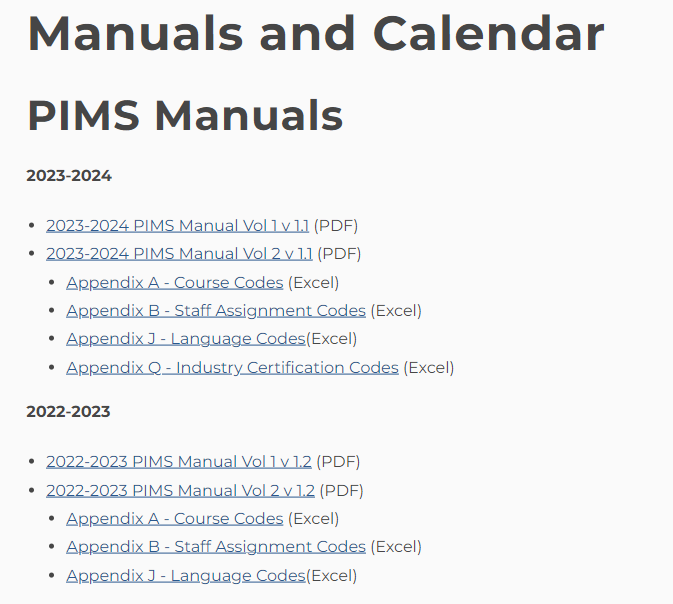 Manuals and Calendar
PIMS Manuals
2023-2024
• 2023-2024 PIMS Manual Vol 1 v 1.1 (PDF)
• 2023-2024 PIMS Manual Vol 2 v 1.1 (PDF)
• Appendix A - Course Codes (Excel)
• Appendix B - Staff Assignment Codes (Excel)
• Appendix J - Language Codes(Excel)
• Appendix Q - Industry Certification Codes (Excel)
2022-2023
• 2022-2023 PIMS Manual Vol 1 v 1.2 (PDF)
• 2022-2023 PIMS Manual Vol 2 v 1.2 (PDF)
• Appendix A - Course Codes (Excel)
• Appendix B - Staff Assignment Codes (Excel)
• Appendix J - Language Codes(Excel)